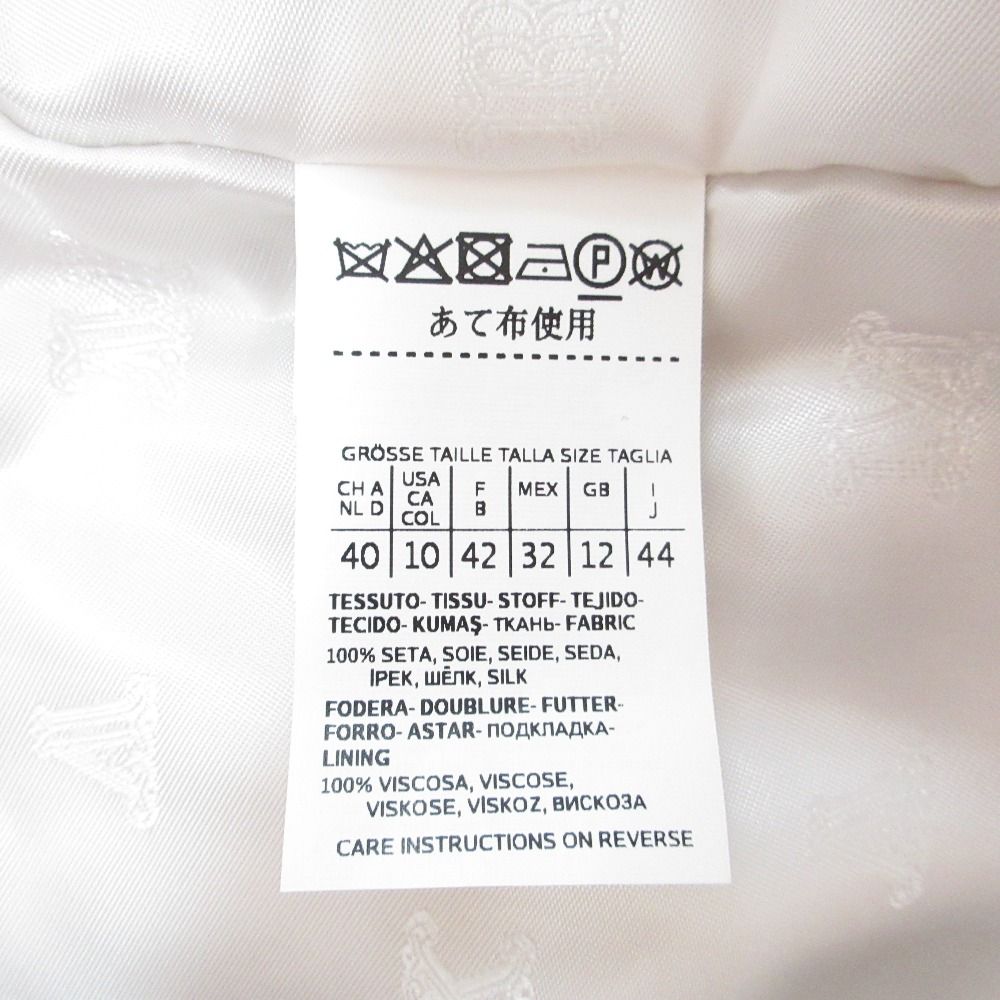 P W
あて布使用
GRÖSSE TAILLE TALLA SIZE TAGLIA
CH A NL D USA CA COL F B MEX GB I J
40 10 42 32 12 44
TESSUTO- TISSU- STOFF- TEJIDO-
TECIDO- KUMAŞ- ТКАНЬ- FABRIC
100% SETA, SOIE, SEIDE, SEDA,
İPEK, ШЁЛК, SILK
FODERA- DOUBLURE- FUTTER-
FORRO- ASTAR- ПОДКЛАДКА-
LINING
100% VISCOSA, VISCOSE,
VISKOSE, VİSKOZ, ВИСКОЗА
CARE INSTRUCTIONS ON REVERSE